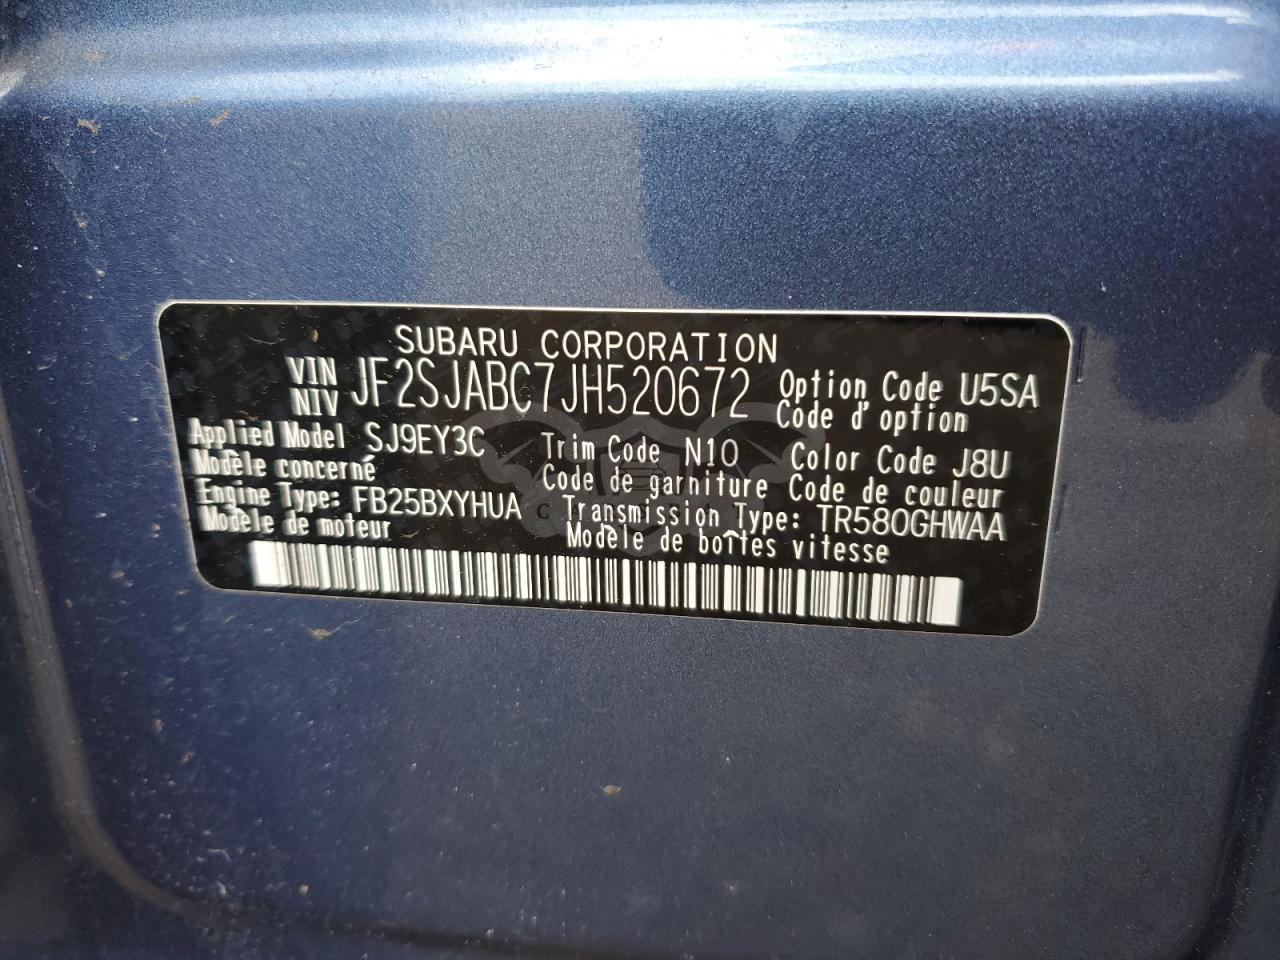 SUBARU CORPORATION
VIN JF2SJABC7JH520672 Option Code U5SA
NIV Code d'option
Applied Model SJ9EY3C Trim Code N10 Color Code J8U
Modèle concerné Code de garniture Code de couleur
Engine Type: FB25BXYHUA Transmission Type: TR580GHWAA
Modèle de moteur Modèle de boîtes vitesse